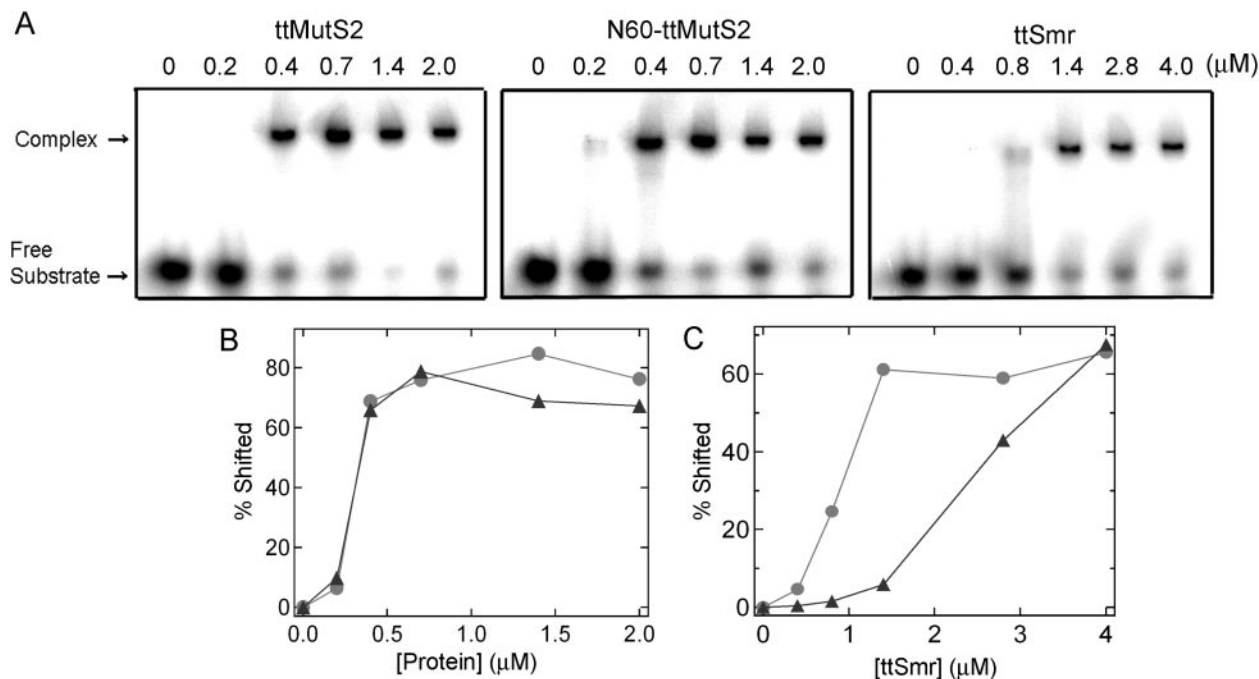 A
ttMutS2 N60-ttMutS2 ttSmr
0 0.2 0.4 0.7 1.4 2.0 0 0.2 0.4 0.7 1.4 2.0 0 0.4 0.8 1.4 2.8 4.0 (μM)
Complex →
Free
Substrate →
B C
80
60
40
20
0
% Shifted
0.0 0.5 1.0 1.5 2.0
[Protein] (μM)
60
40
20
0
% Shifted
0 1 2 3 4
[ttSmr] (μM)